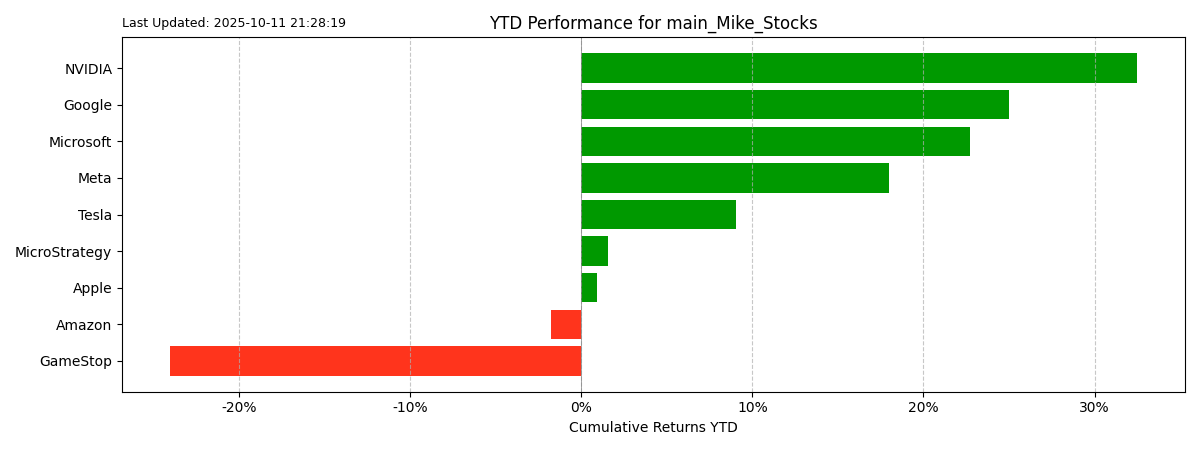 Last Updated: 2025-10-11 21:28:19
YTD Performance for main_Mike_Stocks
NVIDIA
Google
Microsoft
Meta
Tesla
MicroStrategy
Apple
Amazon
GameStop
-20% -10% 0% 10% 20% 30%
Cumulative Returns YTD